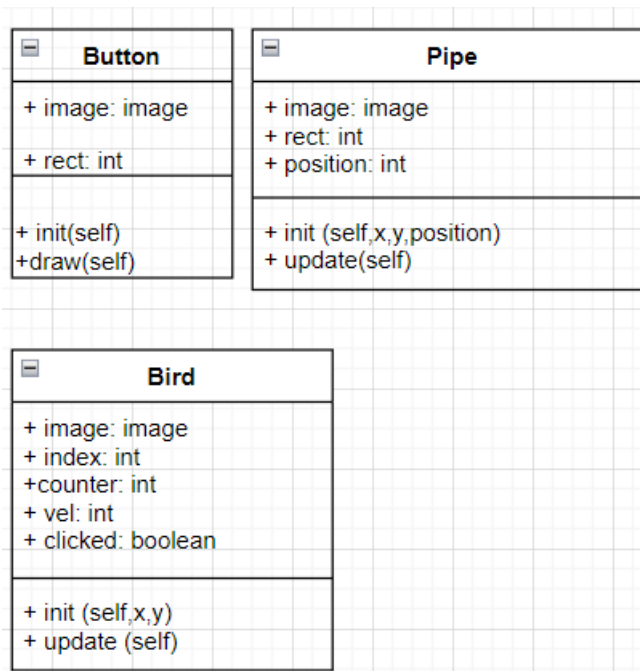 Button
+ image: image
+ rect: int
+ init(self)
+draw(self)
Pipe
+ image: image
+ rect: int
+ position: int
+ init (self,x,y,position)
+ update(self)
Bird
+ image: image
+ index: int
+counter: int
+ vel: int
+ clicked: boolean
+ init (self,x,y)
+ update (self)